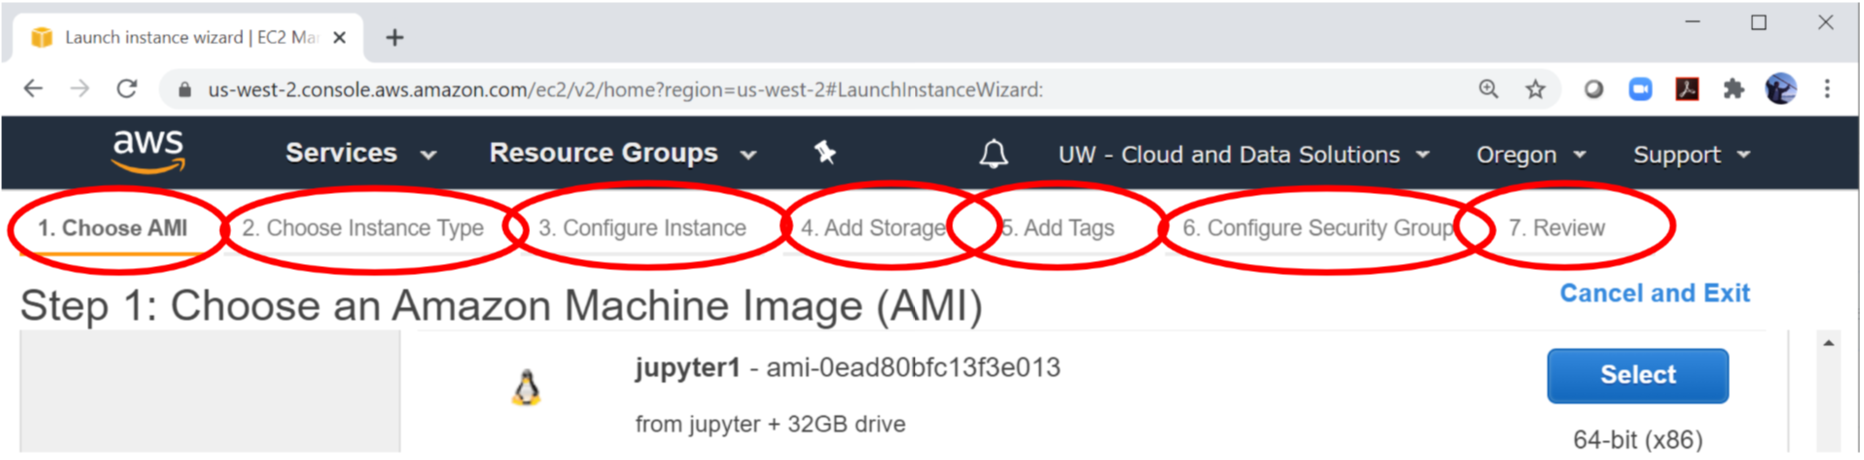 Launch instance wizard | EC2 Ma
us-west-2.console.aws.amazon.com/ec2/v2/home?region=us-west-2#LaunchInstanceWizard:
aws Services Resource Groups UW - Cloud and Data Solutions Oregon Support
1. Choose AMI 2. Choose Instance Type 3. Configure Instance 4. Add Storage 5. Add Tags 6. Configure Security Group 7. Review
Step 1: Choose an Amazon Machine Image (AMI) Cancel and Exit
jupyter1 - ami-0ead80bfc13f3e013 Select
from jupyter + 32GB drive
64-bit (x86)